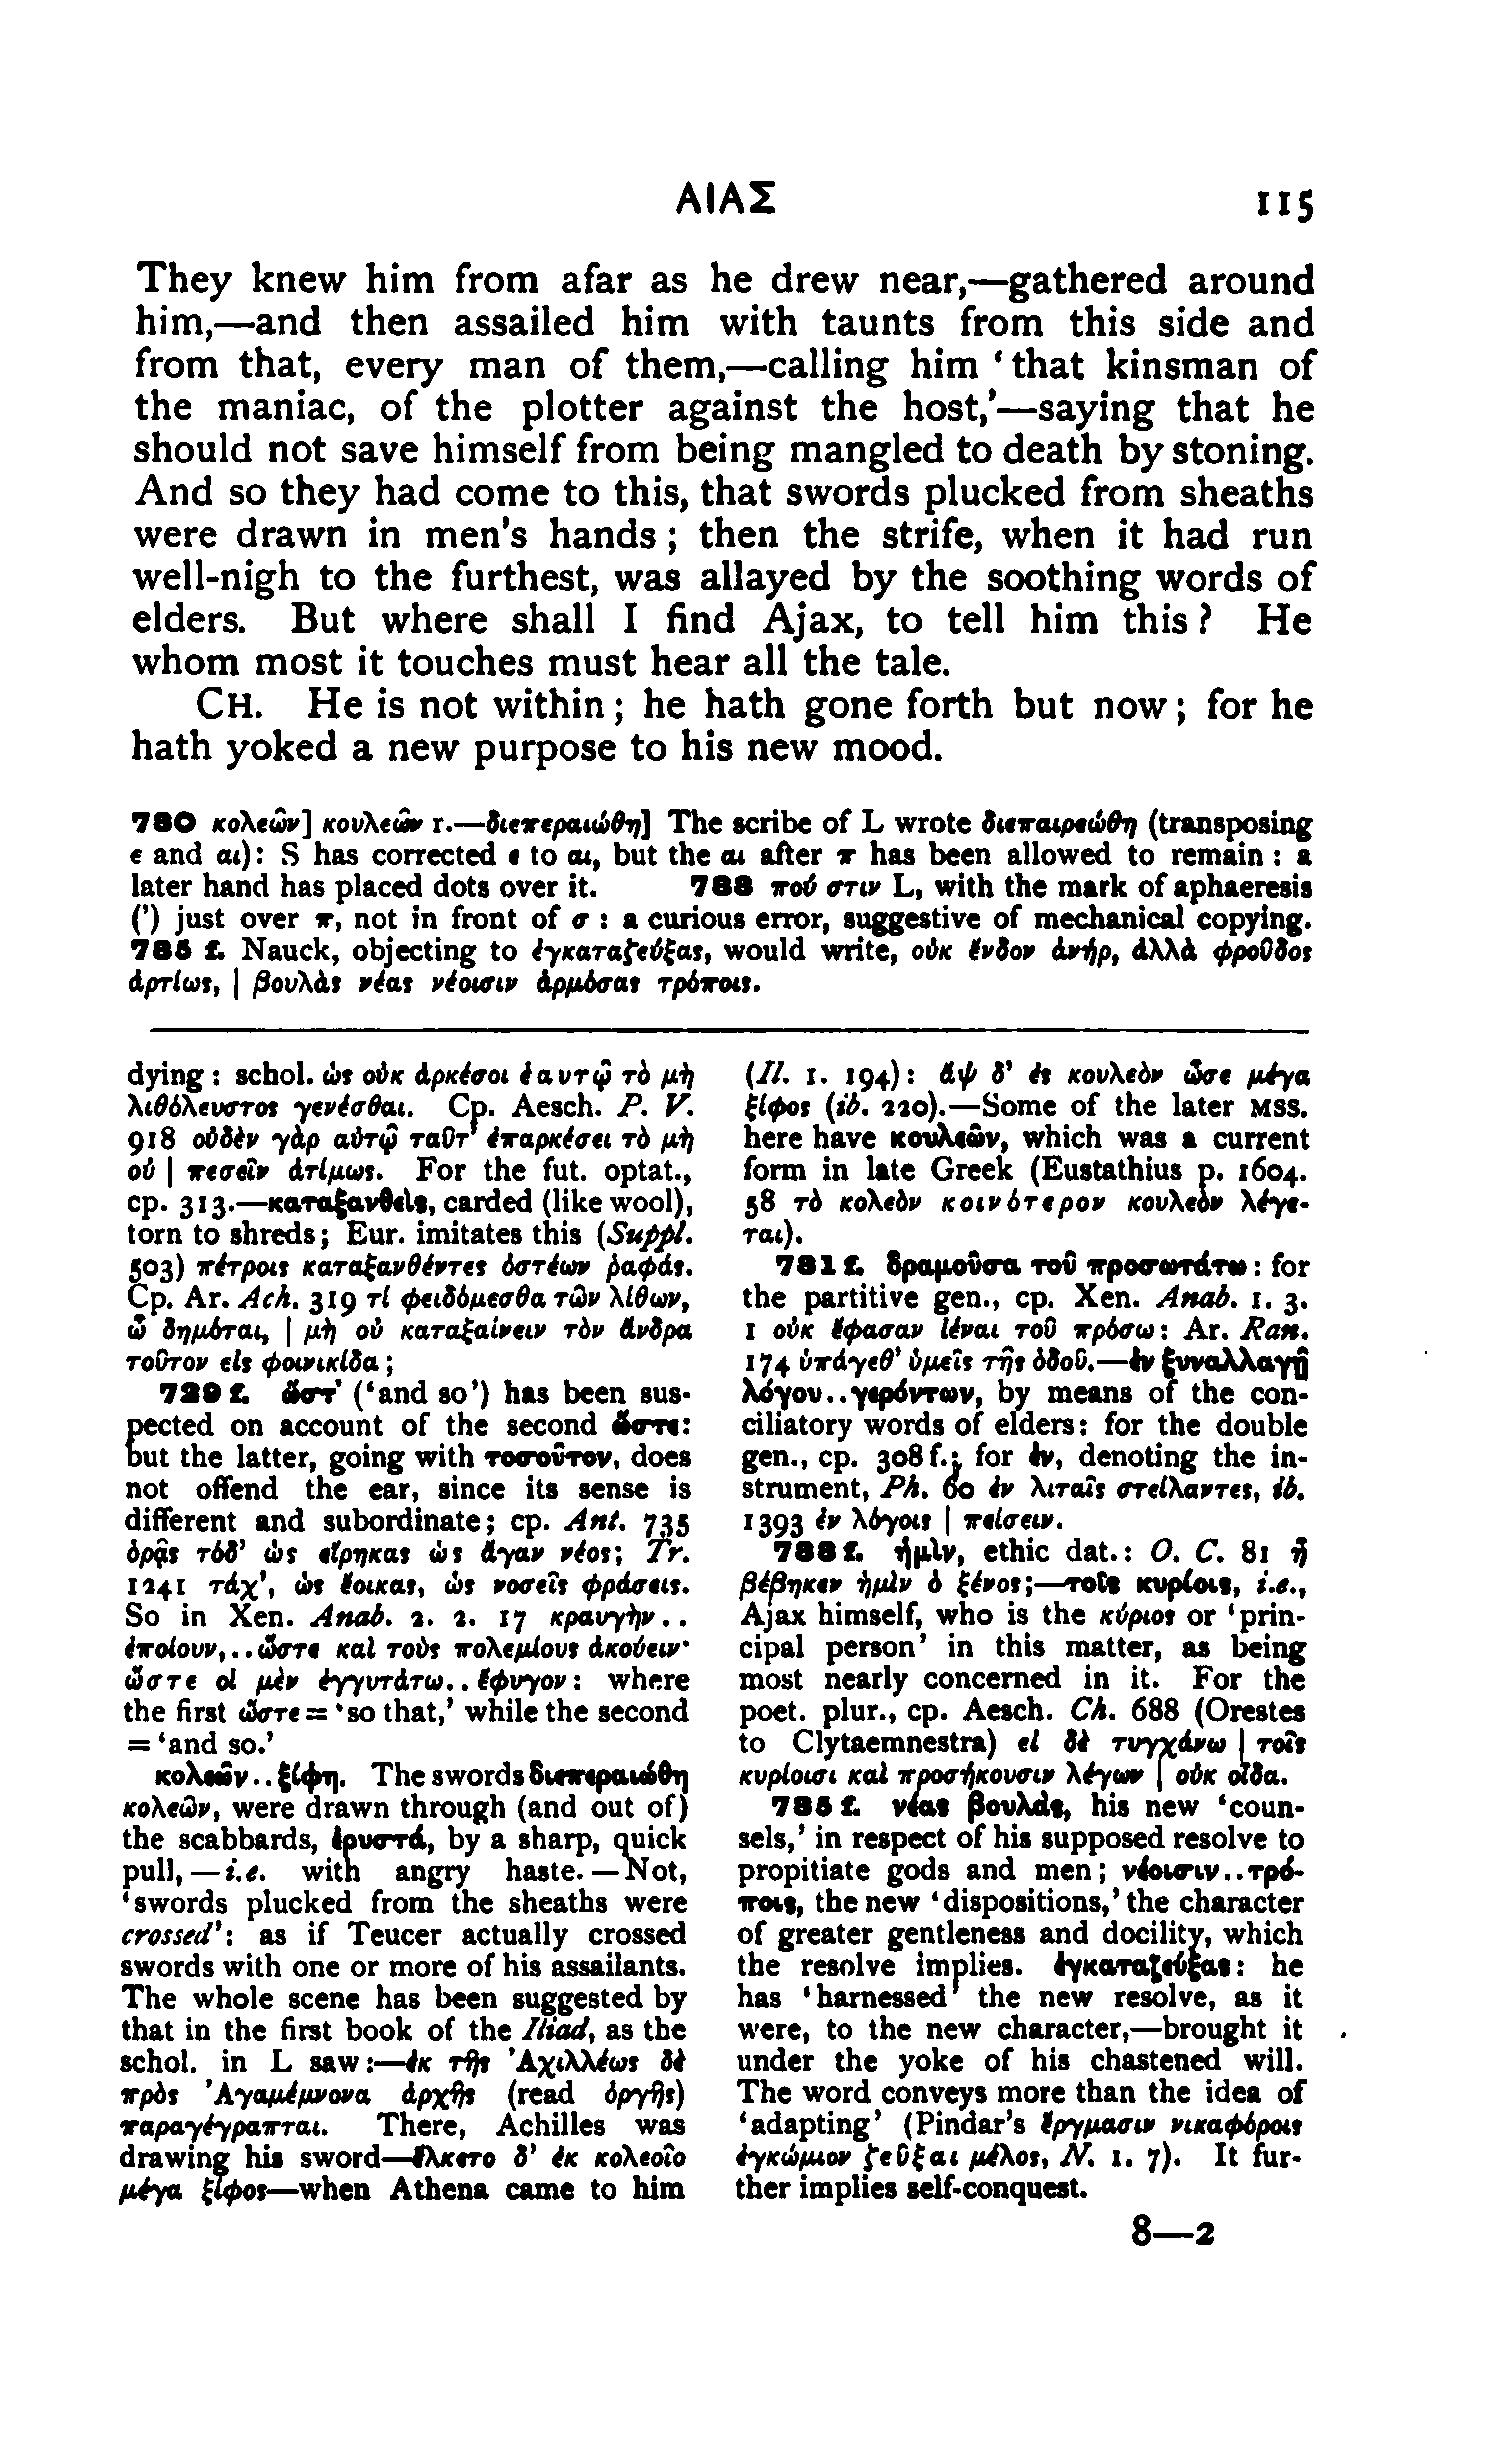 ΑΙΑΣ 115
They knew him from afar as he drew near,—gathered around
him,—and then assailed him with taunts from this side and
from that, every man of them,—calling him ‘that kinsman of
the maniac, of the plotter against the host,’—saying that he
should not save himself from being mangled to death by stoning.
And so they had come to this, that swords plucked from sheaths
were drawn in men’s hands; then the strife, when it had run
well-nigh to the furthest, was allayed by the soothing words of
elders. But where shall I find Ajax, to tell him this? He
whom most it touches must hear all the tale.
CH. He is not within; he hath gone forth but now; for he
hath yoked a new purpose to his new mood.
730 κολεῶν] κουλεῶν r.—διεπεραιώθη] The scribe of L wrote διεπαιρεώθη (transposing
ε and αι): S has corrected ε to αι, but the αι after π has been allowed to remain: a
later hand has placed dots over it. 733 πού στιν L, with the mark of aphaeresis
(’) just over π, not in front of σ: a curious error, suggestive of mechanical copying.
735 f. Nauck, objecting to ἐγκαταζεύξας, would write, οὐκ ἔνδον ἀνήρ, ἀλλὰ φροῦδος
ἀρτίως, | βουλὰς νέας νέοισιν ἁρμόσας τρόποις.
dying: schol. ὡς οὐκ ἀρκέσοι ἑαυτῷ τὸ μὴ
λιθόλευστος γενέσθαι. Cp. Aesch. P. V.
918 οὐδὲν γὰρ αὐτῷ ταῦτ’ ἐπαρκέσει τὸ μὴ
οὐ | πεσεῖν ἀτίμως. For the fut. optat.,
cp. 313.—καταξανθείς, carded (like wool),
torn to shreds; Eur. imitates this (Suppl.
503) πέτροις καταξανθέντες ὀστέων ῥαφάς.
Cp. Ar. Ach. 319 τί φειδόμεσθα τῶν λίθων,
ὦ δημόται, | μὴ οὐ καταξαίνειν τὸν ἄνδρα
τοῦτον εἰς φοινικίδα;
729 f. ὥστ’ (‘and so’) has been sus-
pected on account of the second ὥστε:
but the latter, going with τοσοῦτον, does
not offend the ear, since its sense is
different and subordinate; cp. Ant. 735
ὁρᾷς τόδ’ ὡς εἴρηκας ὡς ἄγαν νέος; Tr.
1241 τάχ’, ὡς ἔοικας, ὡς νοσεῖς φράσεις.
So in Xen. Anab. 2. 2. 17 κραυγὴν..
ἐποίουν,..ὥστε καὶ τοὺς πολεμίους ἀκούειν·
ὥστε οἱ μὲν ἐγγυτάτω..ἔφυγον: where
the first ὥστε = ‘so that,’ while the second
= ‘and so.’
κολεῶν..ξίφη. The swords διεπεραιώθη
κολεῶν, were drawn through (and out of)
the scabbards, ἐρυστά, by a sharp, quick
pull,—i.e. with angry haste.—Not,
‘swords plucked from the sheaths were
crossed’: as if Teucer actually crossed
swords with one or more of his assailants.
The whole scene has been suggested by
that in the first book of the Iliad, as the
schol. in L saw:—ἐκ τῆς Ἀχιλλέως δὲ
πρὸς Ἀγαμέμνονα ἀρχῆς (read ὀργῆς)
παραγέγραπται. There, Achilles was
drawing his sword—ἕλκετο δ’ ἐκ κολεοῖο
μέγα ξίφος—when Athena came to him
(Il. 1. 194): ἂψ δ’ ἐς κουλεὸν ὦσε μέγα
ξίφος (ib. 220).—Some of the later MSS.
here have κουλεῶν, which was a current
form in late Greek (Eustathius p. 1604.
58 τὸ κολεὸν κοινότερον κουλεὸν λέγε-
ται).
731 f. δραμοῦσα τοῦ προσωτάτω: for
the partitive gen., cp. Xen. Anab. 1. 3.
1 οὐκ ἔφασαν ἰέναι τοῦ πρόσω: Ar. Ran.
174 ὑπάγεθ’ ὑμεῖς τῆς ὁδοῦ.—ἐν ξυναλλαγῇ
λόγου..γερόντων, by means of the con-
ciliatory words of elders: for the double
gen., cp. 308 f.; for ἐν, denoting the in-
strument, Ph. 60 ἐν λιταῖς στείλαντες, ib.
1393 ἐν λόγοις | πείσειν.
733 f. ἡμὶν, ethic dat.: O. C. 81 ἦ
βέβηκεν ἡμὶν ὁ ξένος;—τοῖς κυρίοις, i.e.,
Ajax himself, who is the κύριος or ‘prin-
cipal person’ in this matter, as being
most nearly concerned in it. For the
poet. plur., cp. Aesch. Ch. 688 (Orestes
to Clytaemnestra) εἰ δὲ τυγχάνω | τοῖς
κυρίοισι καὶ προσήκουσιν λέγων | οὐκ οἶδα.
735 f. νέας βουλάς, his new ‘coun-
sels,’ in respect of his supposed resolve to
propitiate gods and men; νέοισιν..τρό-
ποις, the new ‘dispositions,’ the character
of greater gentleness and docility, which
the resolve implies. ἐγκαταζεύξας: he
has ‘harnessed’ the new resolve, as it
were, to the new character,—brought it
under the yoke of his chastened will.
The word conveys more than the idea of
‘adapting’ (Pindar’s ἔργμασιν νικαφόροις
ἐγκώμιον ζεῦξαι μέλος, N. 1. 7). It fur-
ther implies self-conquest.
8—2